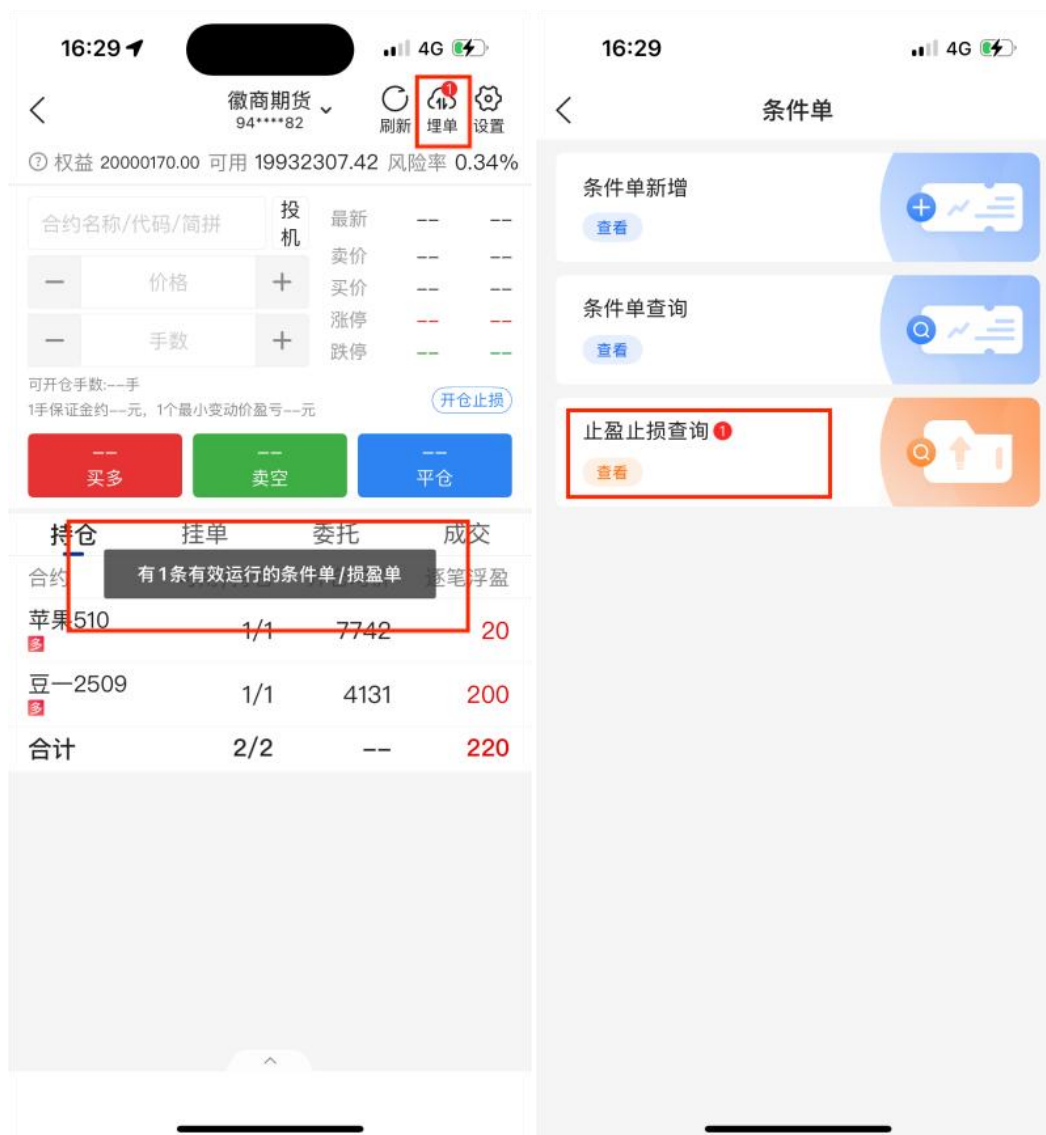 16:29
4G
徽商期货
94****82
刷新 埋单 设置
1
权益 20000170.00 可用 19932307.42 风险率 0.34%
合约名称/代码/简拼
投机
最新 -- --
卖价 -- --
价格
买价 -- --
涨停 -- --
手数
跌停 -- --
可开仓手数:--手
1手保证金约--元，1个最小变动价盈亏--元
开仓止损
-- -- --
买多 卖空 平仓
持仓 挂单 委托 成交
合约 逐笔浮盈
有1条有效运行的条件单/损盈单
苹果510 1/1 7742 20
多
豆一2509 1/1 4131 200
多
合计 2/2 -- 220
16:29
4G
条件单
条件单新增
查看
条件单查询
查看
止盈止损查询 1
查看